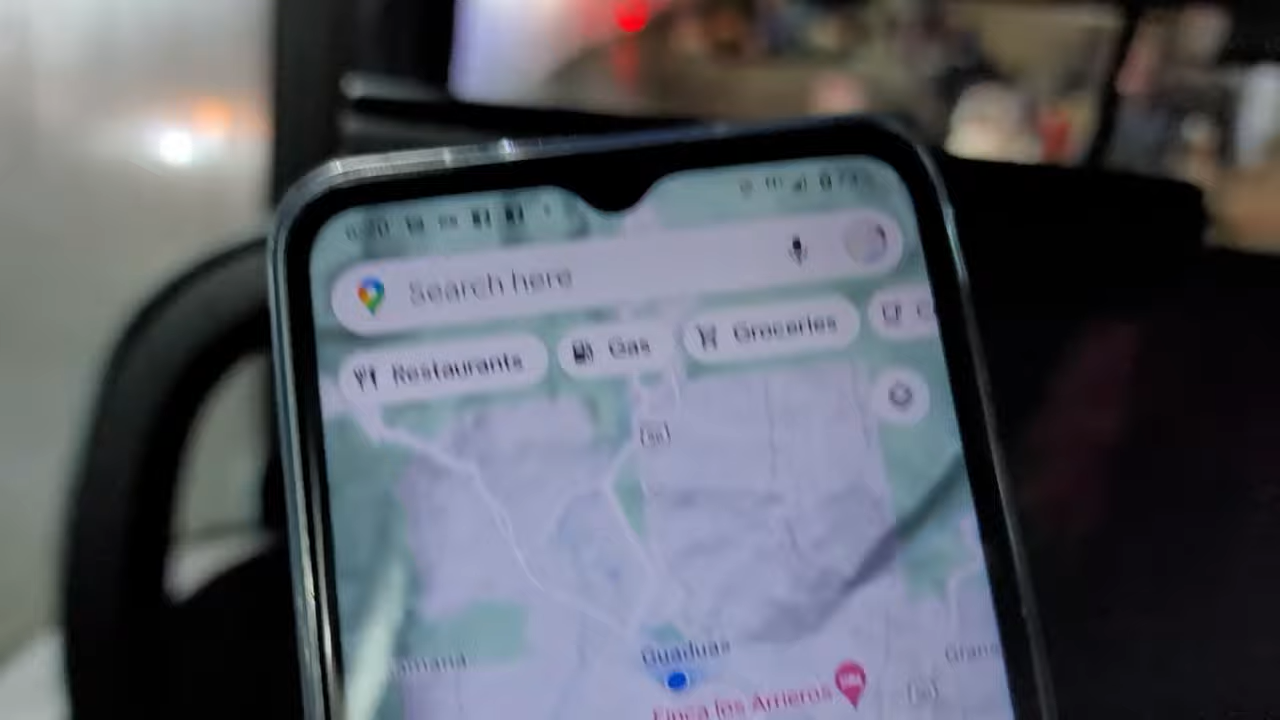 Search here
Restaurants
Gas
Groceries
Guaduas
Finca los Arrieros